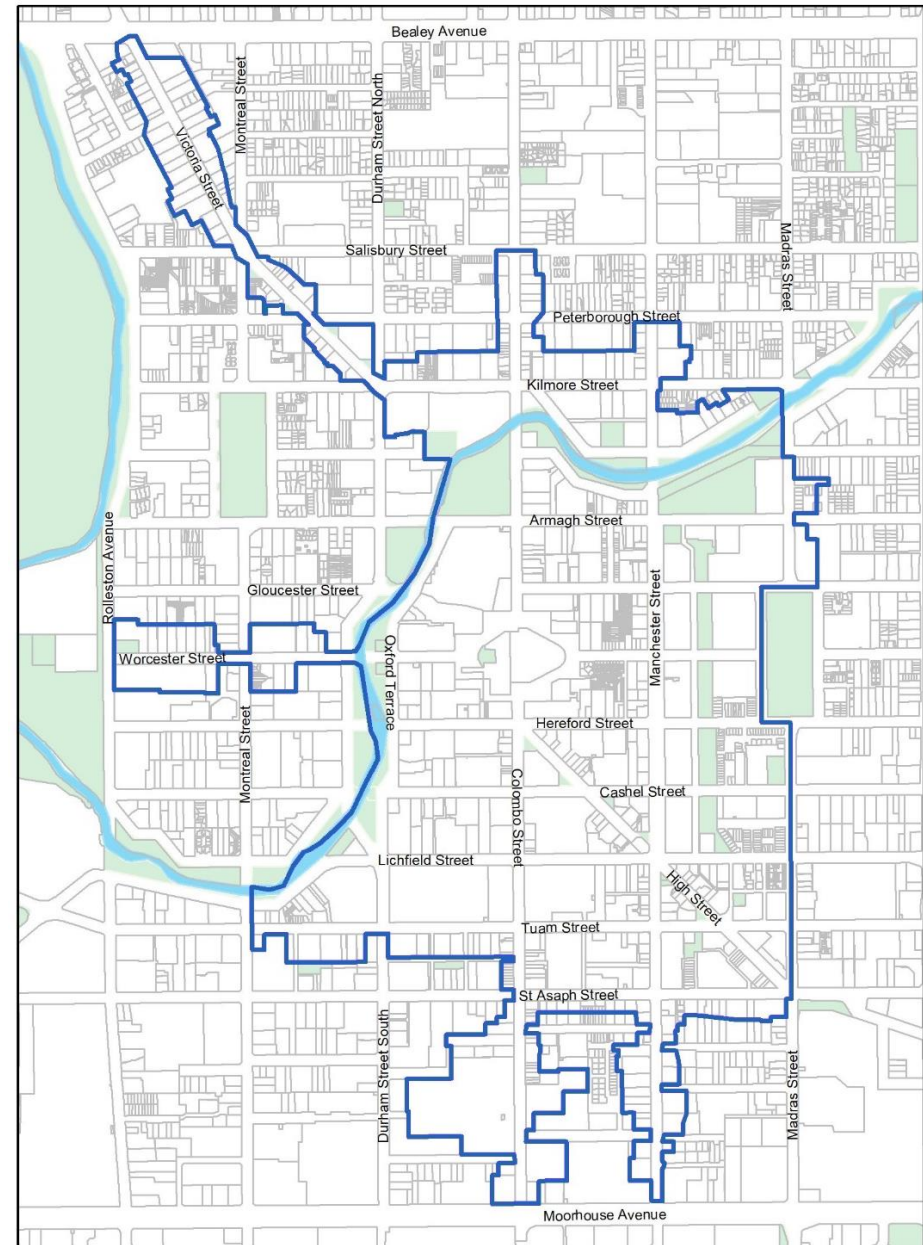 Bealey Avenue
Montreal Street
Durham Street North
Victoria Street
Salisbury Street
Madras Street
Peterborough Street
Kilmore Street
Armagh Street
Rolleston Avenue
Gloucester Street
Manchester Street
Oxford Terrace
Worcester Street
Hereford Street
Montreal Street
Colombo Street
Cashel Street
Lichfield Street
High Street
Tuam Street
St Asaph Street
Durham Street South
Madras Street
Moorhouse Avenue